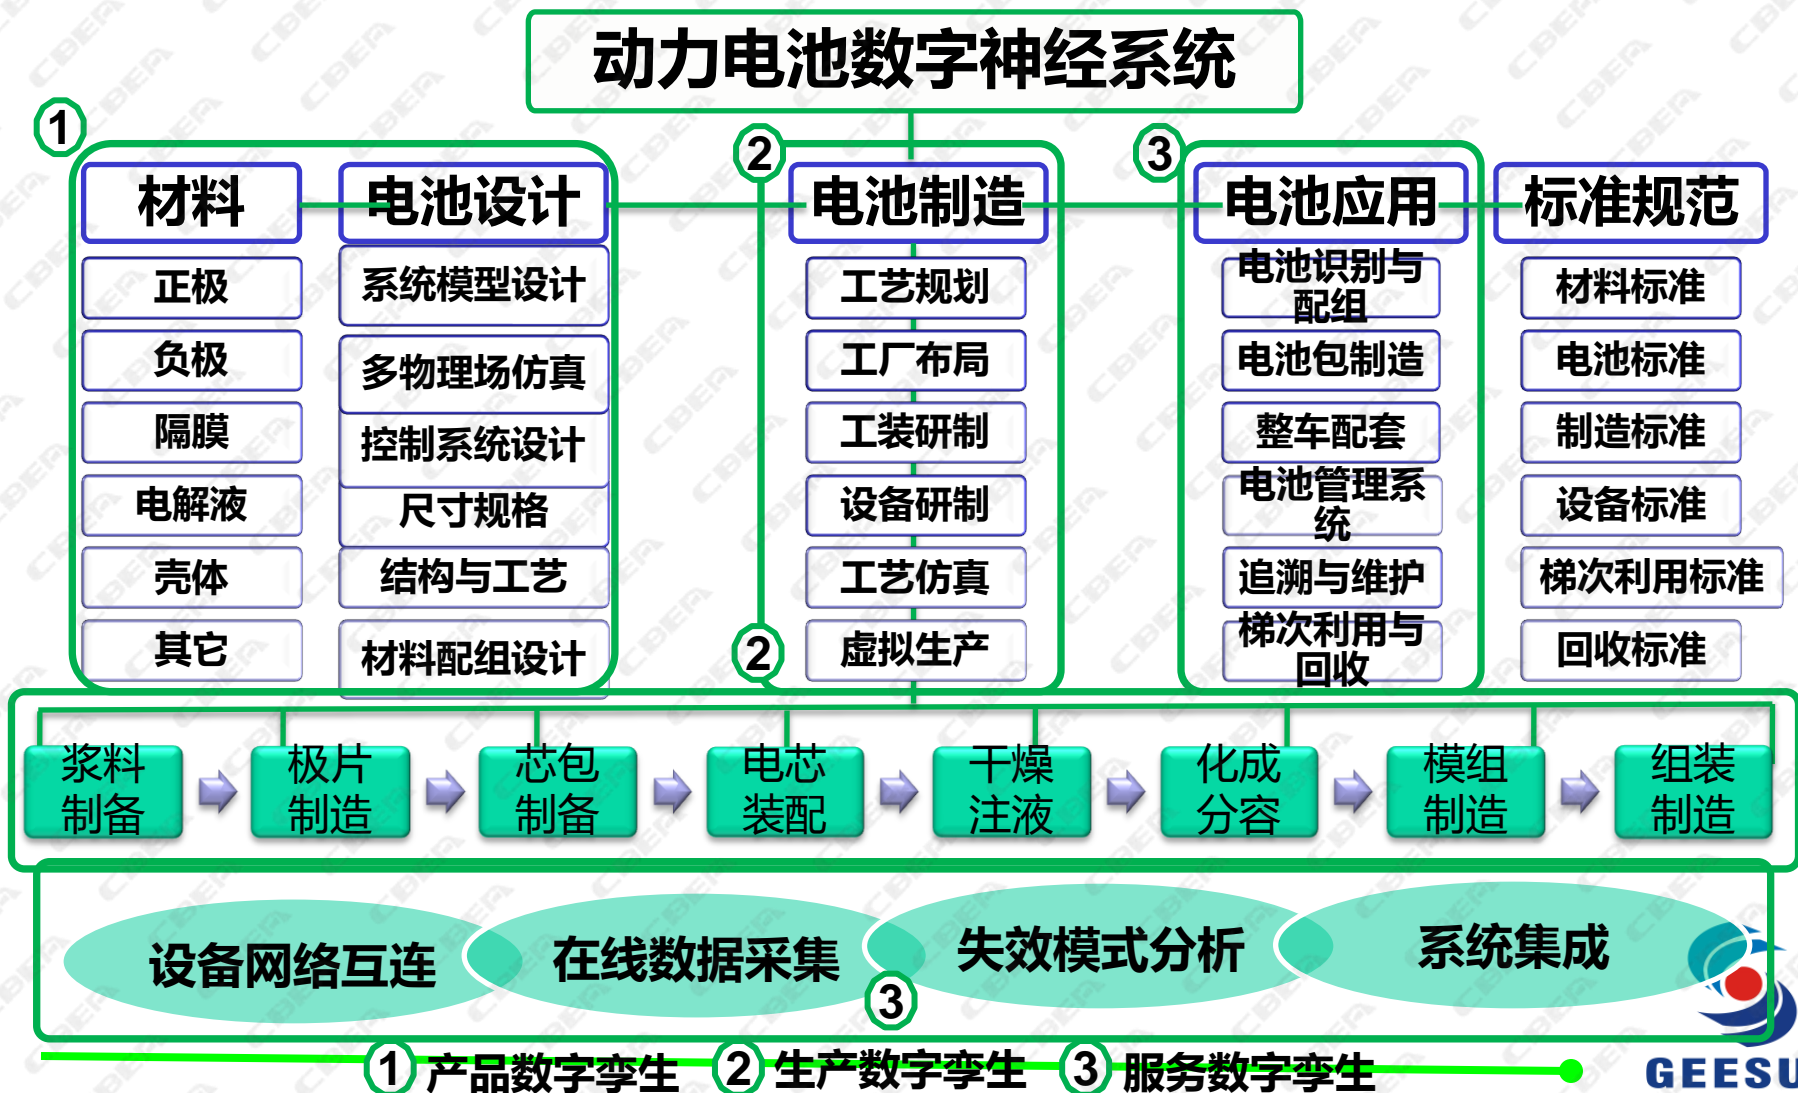 动力电池数字神经系统
1
2
3
材料
电池设计
电池制造
电池应用
标准规范
正极
负极
隔膜
电解液
壳体
其它
系统模型设计
多物理场仿真
控制系统设计
尺寸规格
结构与工艺
材料配组设计
工艺规划
工厂布局
工装研制
设备研制
工艺仿真
虚拟生产
2
电池识别与
配组
电池包制造
整车配套
电池管理系
统
追溯与维护
梯次利用与
回收
材料标准
电池标准
制造标准
设备标准
梯次利用标准
回收标准
浆料
制备
极片
制造
芯包
制备
电芯
装配
干燥
注液
化成
分容
模组
制造
组装
制造
设备网络互连
在线数据采集
失效模式分析
系统集成
3
1 产品数字孪生
2 生产数字孪生
3 服务数字孪生
GEESU
CBEA